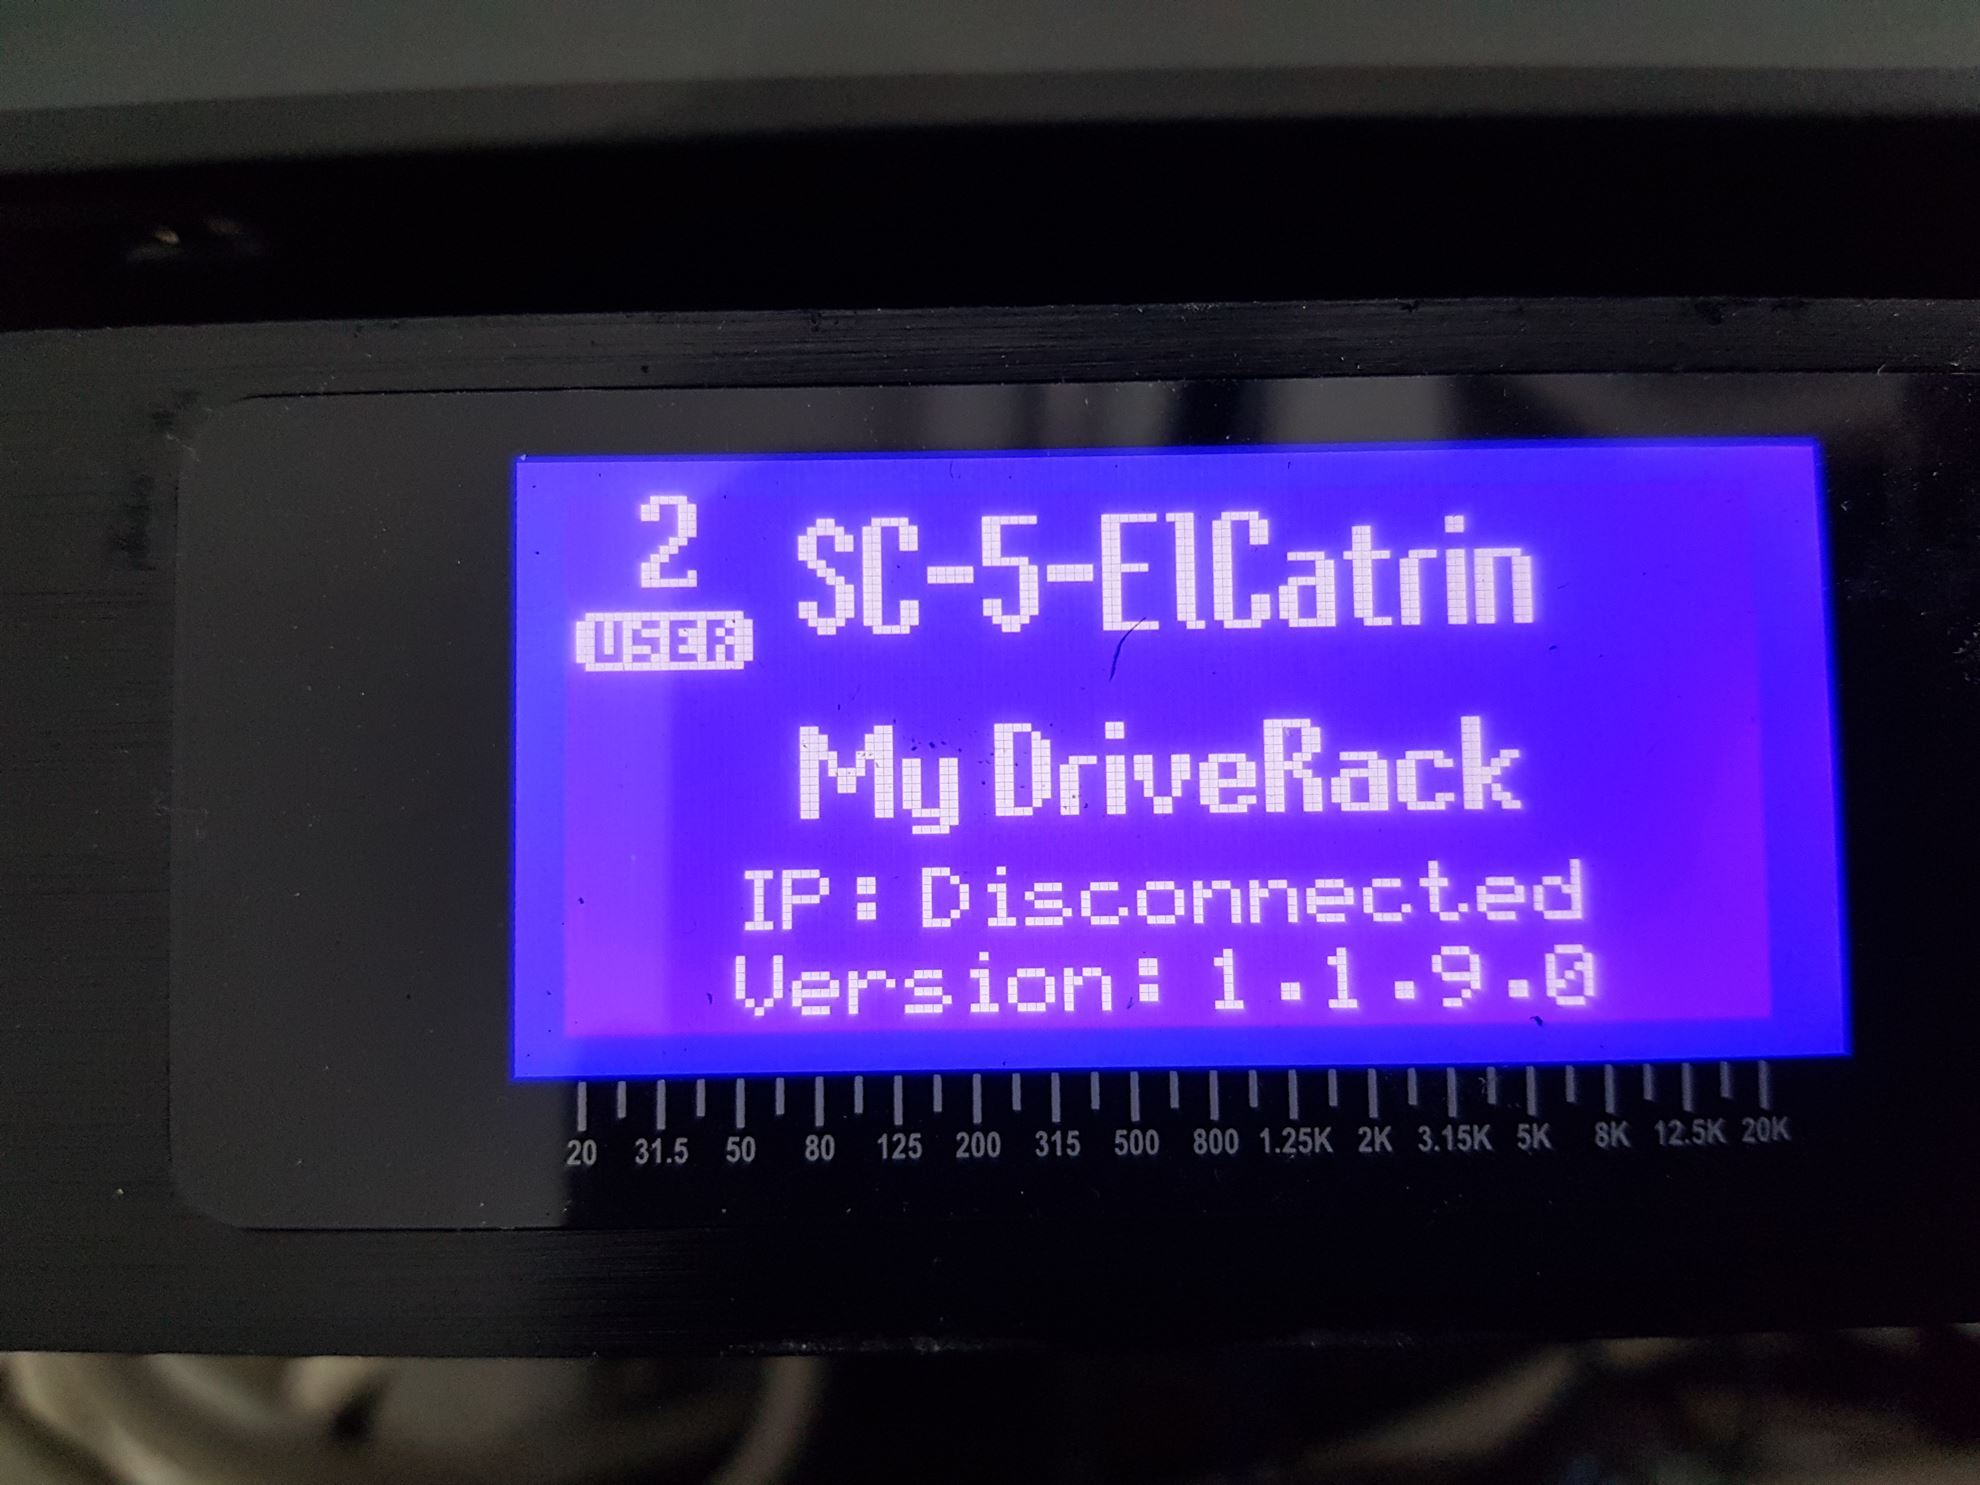 2 SC-5-ElCatrin
USER
My DriveRack
IP: Disconnected
Version: 1.1.9.0
20 31.5 50 80 125 200 315 500 800 1.25K 2K 3.15K 5K 8K 12.5K 20K